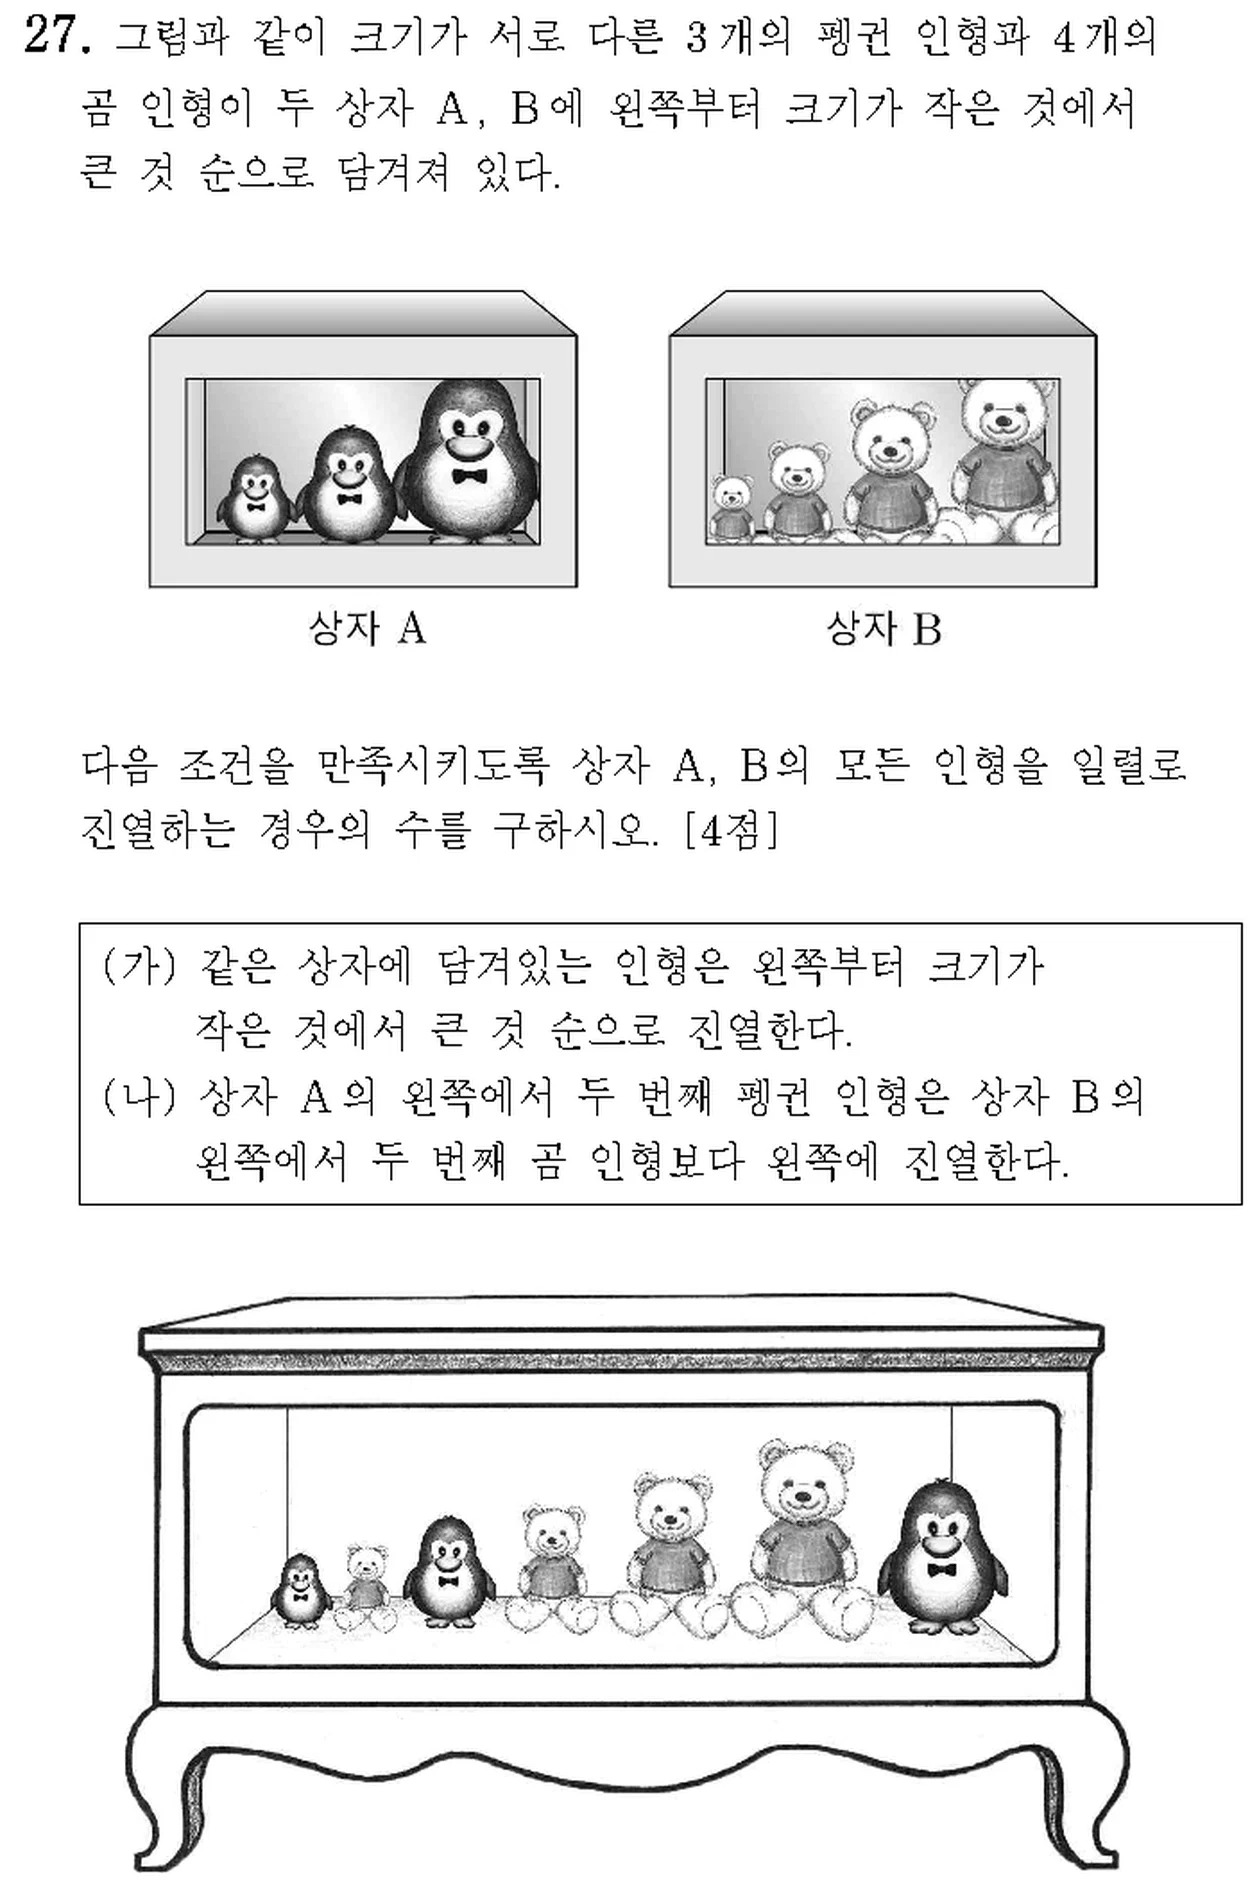 27. 그림과 같이 크기가 서로 다른 3개의 펭귄 인형과 4개의
곰 인형이 두 상자 A, B에 왼쪽부터 크기가 작은 것에서
큰 것 순으로 담겨져 있다.
상자 A
상자 B
다음 조건을 만족시키도록 상자 A, B의 모든 인형을 일렬로
진열하는 경우의 수를 구하시오. [4점]
(가) 같은 상자에 담겨있는 인형은 왼쪽부터 크기가
작은 것에서 큰 것 순으로 진열한다.
(나) 상자 A의 왼쪽에서 두 번째 펭귄 인형은 상자 B의
왼쪽에서 두 번째 곰 인형보다 왼쪽에 진열한다.